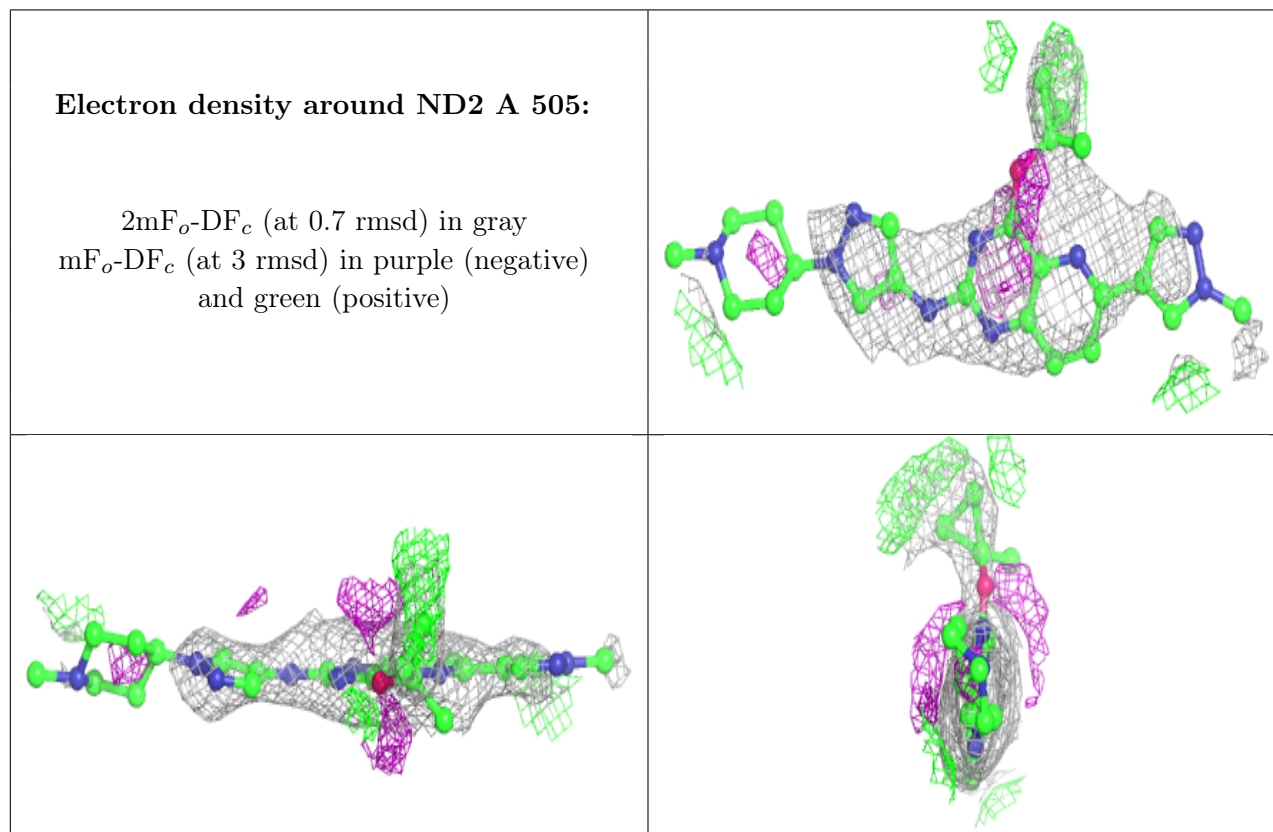 Electron density around ND2 A 505:
2mFo-DFc (at 0.7 rmsd) in gray
mFo-DFc (at 3 rmsd) in purple (negative)
and green (positive)